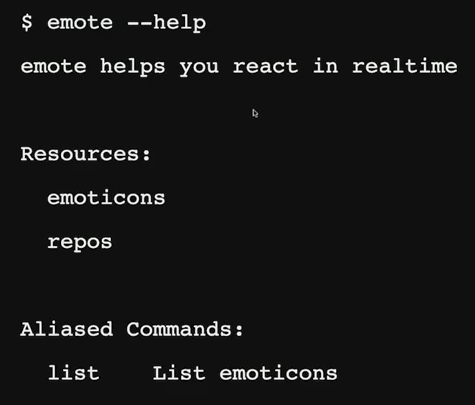 $ emote --help
emote helps you react in realtime
Resources:
emoticons
repos
Aliased Commands:
list    List emoticons